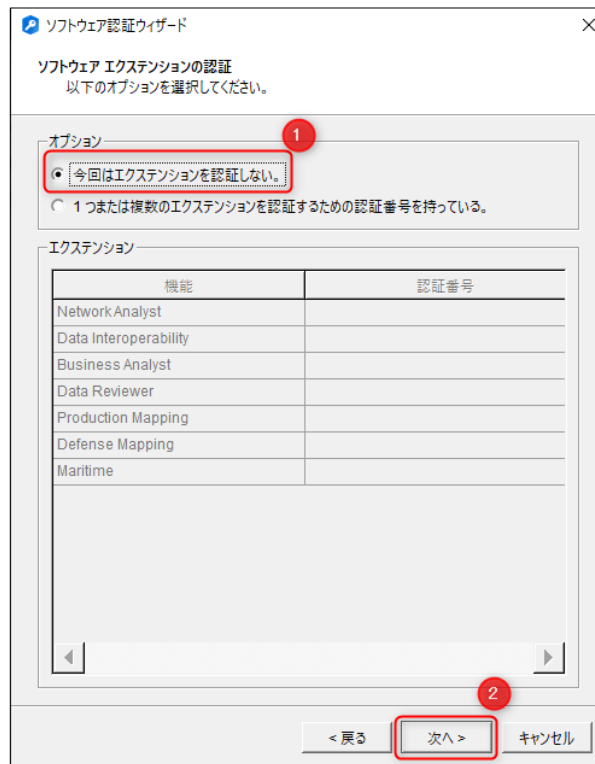 ソフトウェア認証ウィザード
ソフトウェア エクステンションの認証
以下のオプションを選択してください。
オプション
1
今回はエクステンションを認証しない。
1 つまたは複数のエクステンションを認証するための認証番号を持っている。
エクステンション
機能 認証番号
Network Analyst
Data Interoperability
Business Analyst
Data Reviewer
Production Mapping
Defense Mapping
Maritime
2
< 戻る 次へ > キャンセル